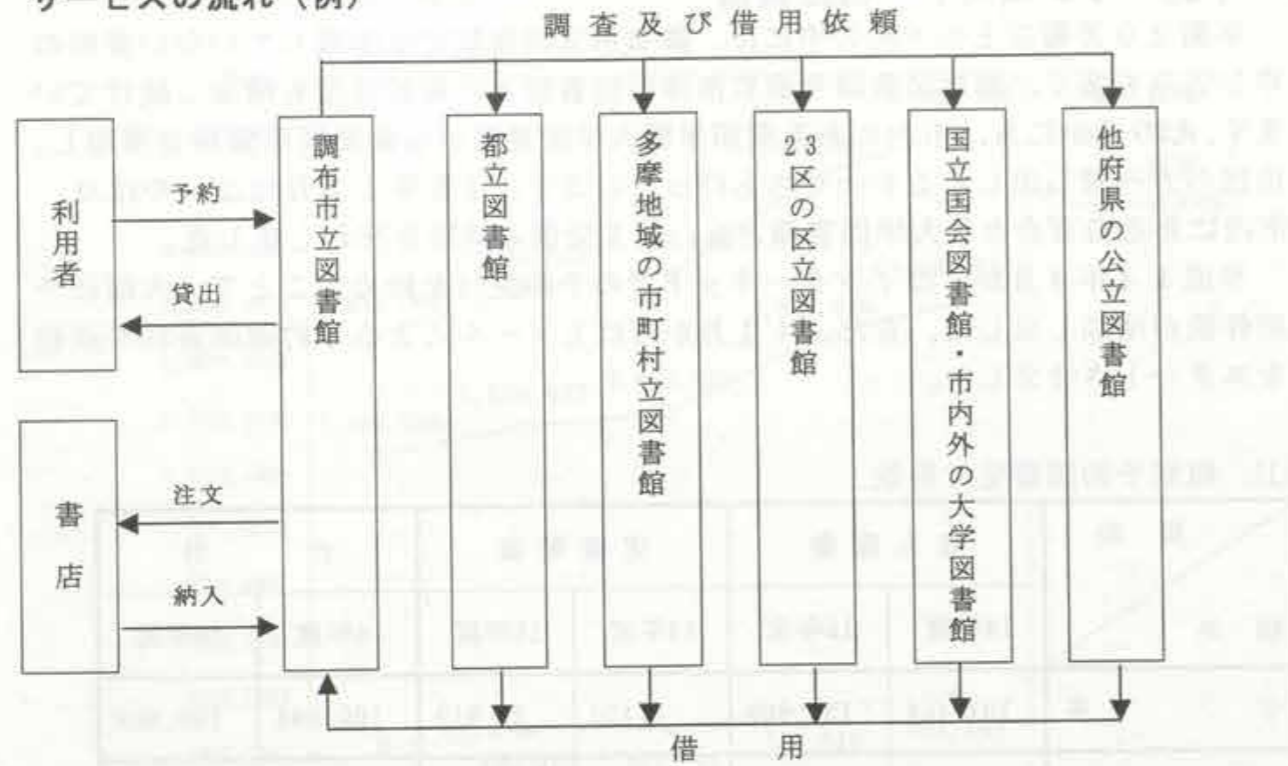 サービスの流れ（例）
調査及び借用依頼
利用者
予約
貸出
書店
注文
納入
調布市立図書館
都立図書館
多摩地域の市町村立図書館
23区の区立図書館
国立国会図書館・市内外の大学図書館
他府県の公立図書館
借用